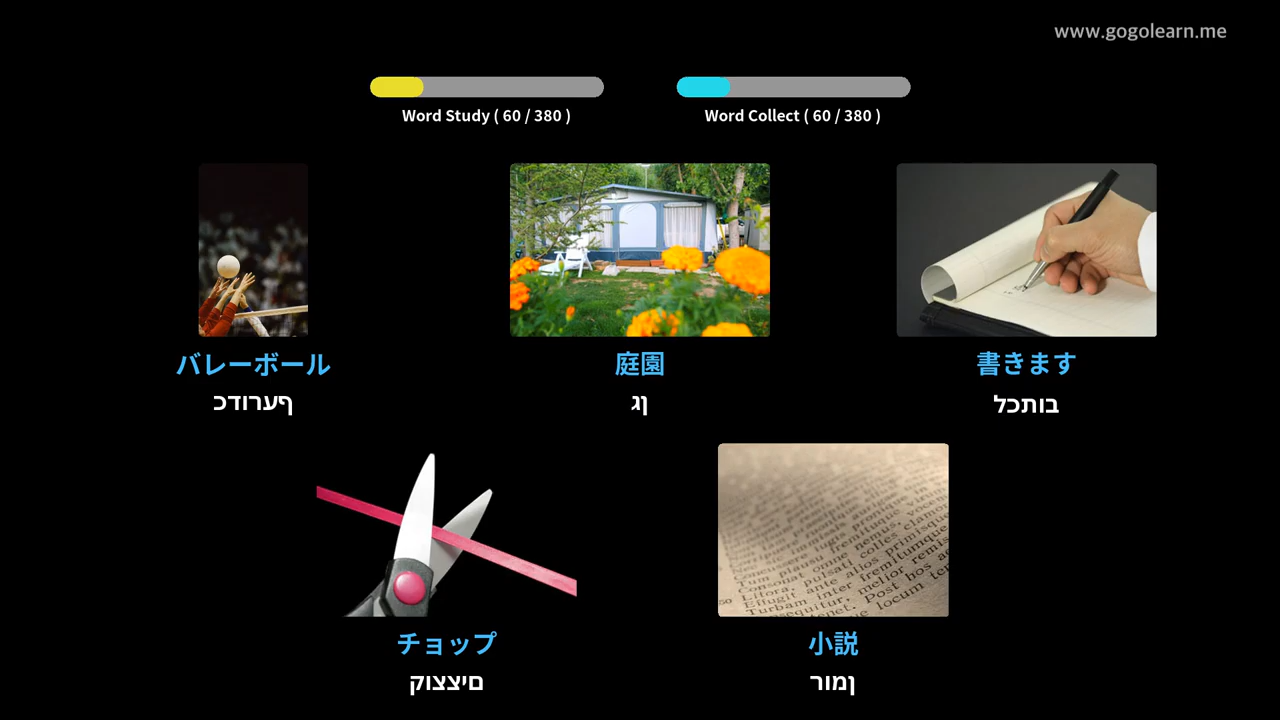 www.gogolearn.me
Word Study ( 60 / 380 )
Word Collect ( 60 / 380 )
バレーボール
庭園
書きます
כדורעף
גן
לכתוב
チョップ
小説
קוצצים
רומן